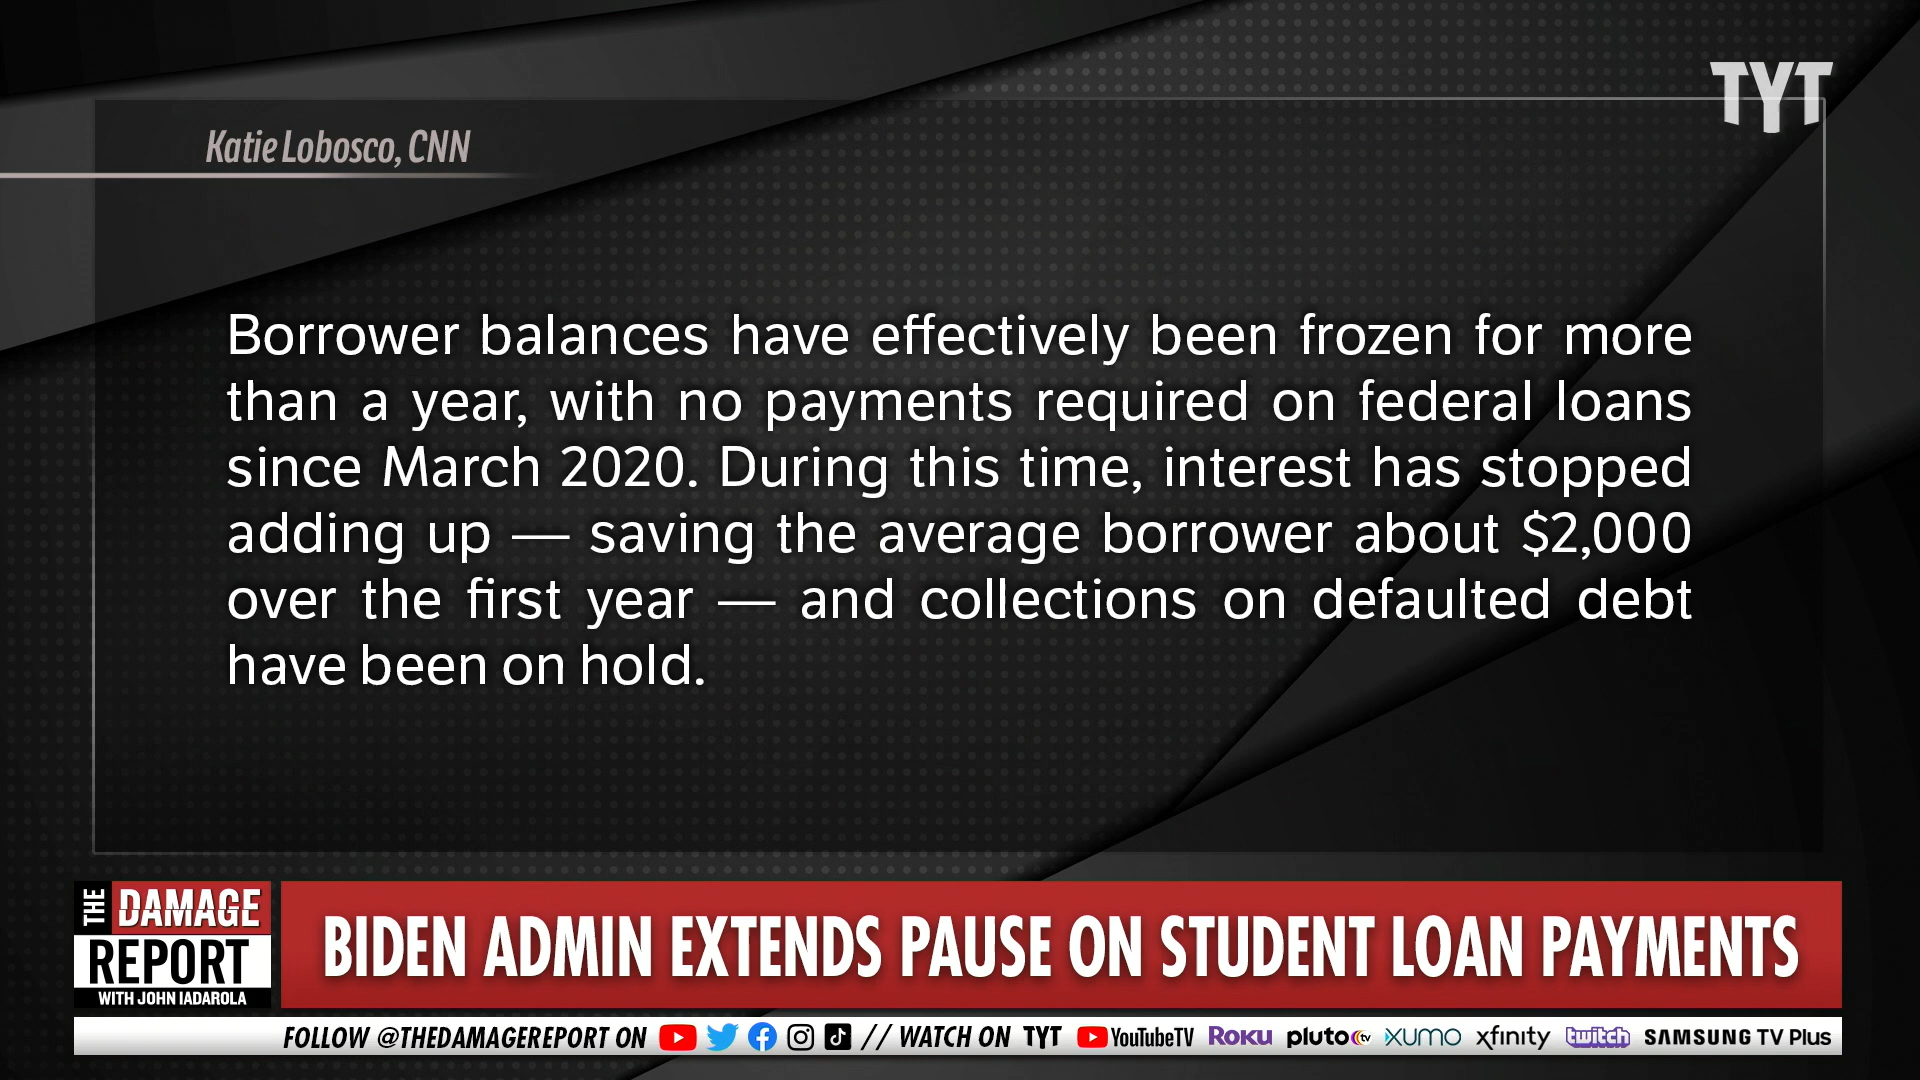 TYT
Katie Lobosco, CNN
Borrower balances have effectively been frozen for more
than a year, with no payments required on federal loans
since March 2020. During this time, interest has stopped
adding up — saving the average borrower about $2,000
over the first year — and collections on defaulted debt
have been on hold.
THE DAMAGE
REPORT
WITH JOHN IADAROLA
BIDEN ADMIN EXTENDS PAUSE ON STUDENT LOAN PAYMENTS
FOLLOW @THEDAMAGEREPORT ON // WATCH ON TYT YouTubeTV ROKU pluto tv XUMO xfinity twitch SAMSUNG TV Plus